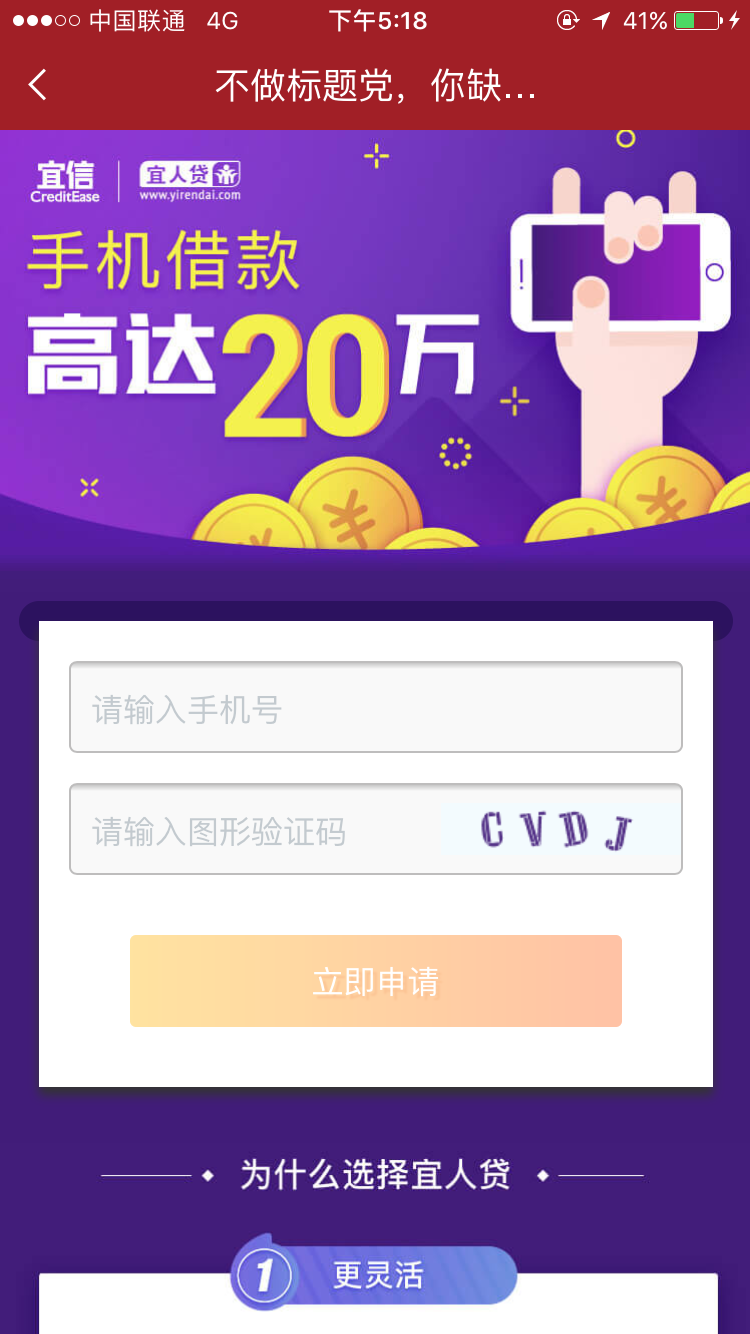 中国联通 4G 下午5:18 41%
不做标题党，你缺...
宜信 宜人贷
CreditEase www.yirendai.com
手机借款
高达20万
请输入手机号
请输入图形验证码 CVDJ
立即申请
为什么选择宜人贷
1 更灵活